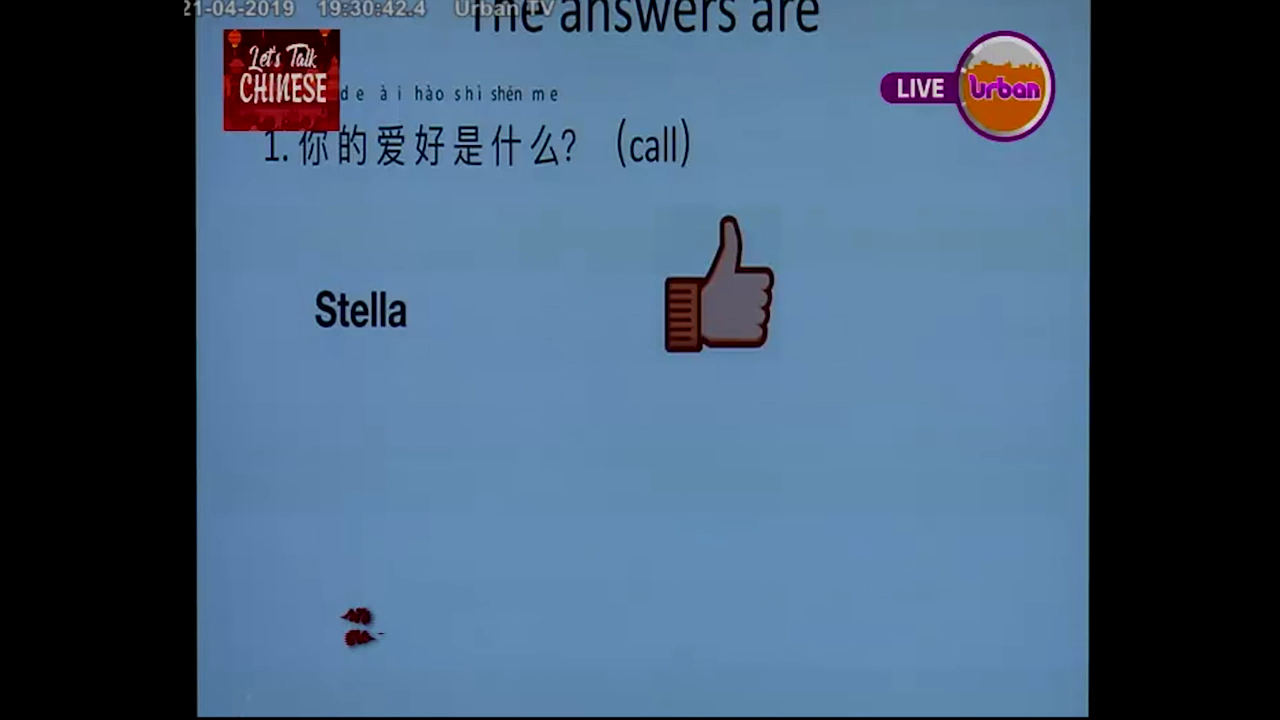 21-04-2019 19:30:42.4 Urban TV
The answers are
Let's Talk
CHINESE
LIVE
Urban
de ài hào shì shén me
1. 你的爱好是什么? (call)
Stella